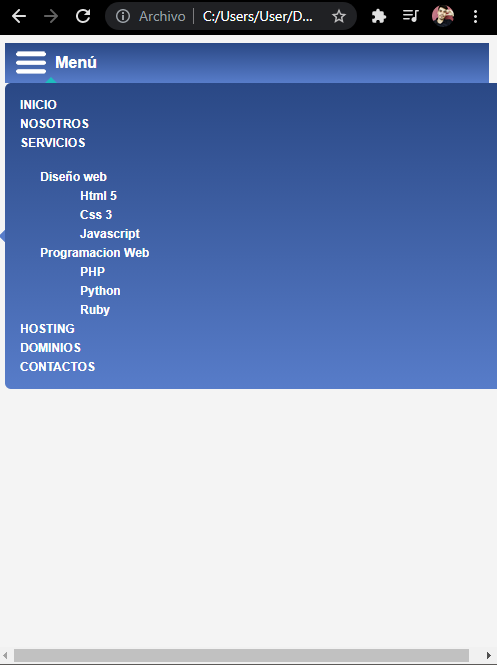 Archivo | C:/Users/User/D...
Menú
INICIO
NOSOTROS
SERVICIOS
Diseño web
Html 5
Css 3
Javascript
Programacion Web
PHP
Python
Ruby
HOSTING
DOMINIOS
CONTACTOS